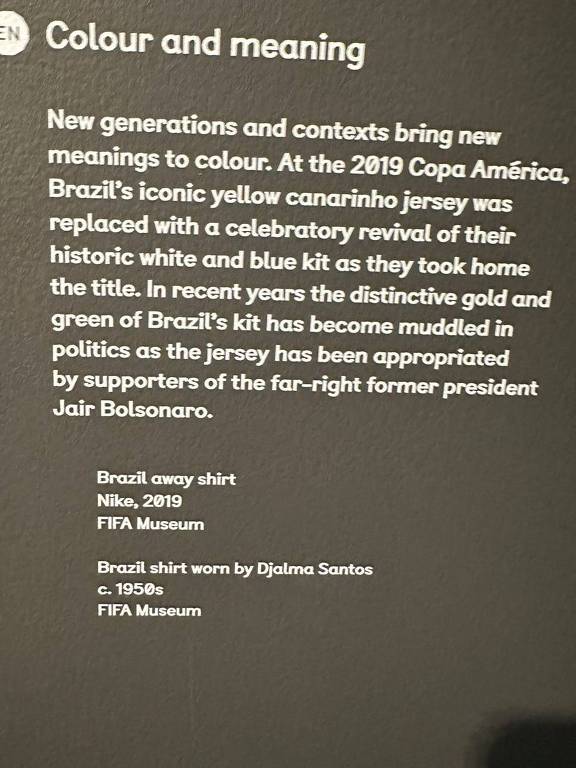 EN
Colour and meaning
New generations and contexts bring new
meanings to colour. At the 2019 Copa América,
Brazil's iconic yellow canarinho jersey was
replaced with a celebratory revival of their
historic white and blue kit as they took home
the title. In recent years the distinctive gold and
green of Brazil's kit has become muddled in
politics as the jersey has been appropriated
by supporters of the far-right former president
Jair Bolsonaro.
Brazil away shirt
Nike, 2019
FIFA Museum
Brazil shirt worn by Djalma Santos
c. 1950s
FIFA Museum